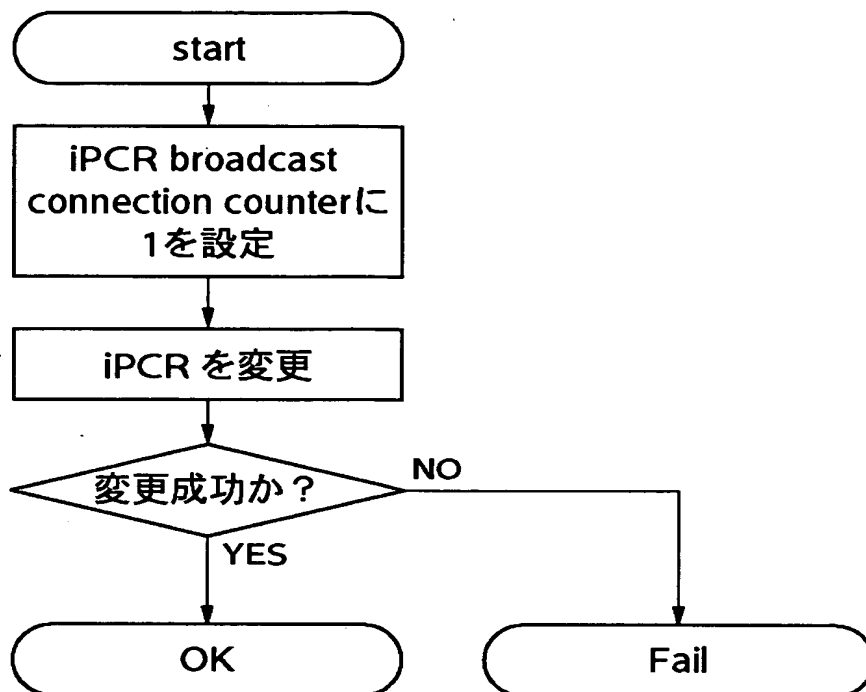 start
iPCR broadcast
connection counterに
1を設定
iPCR を変更
変更成功か？
NO
YES
OK
Fail